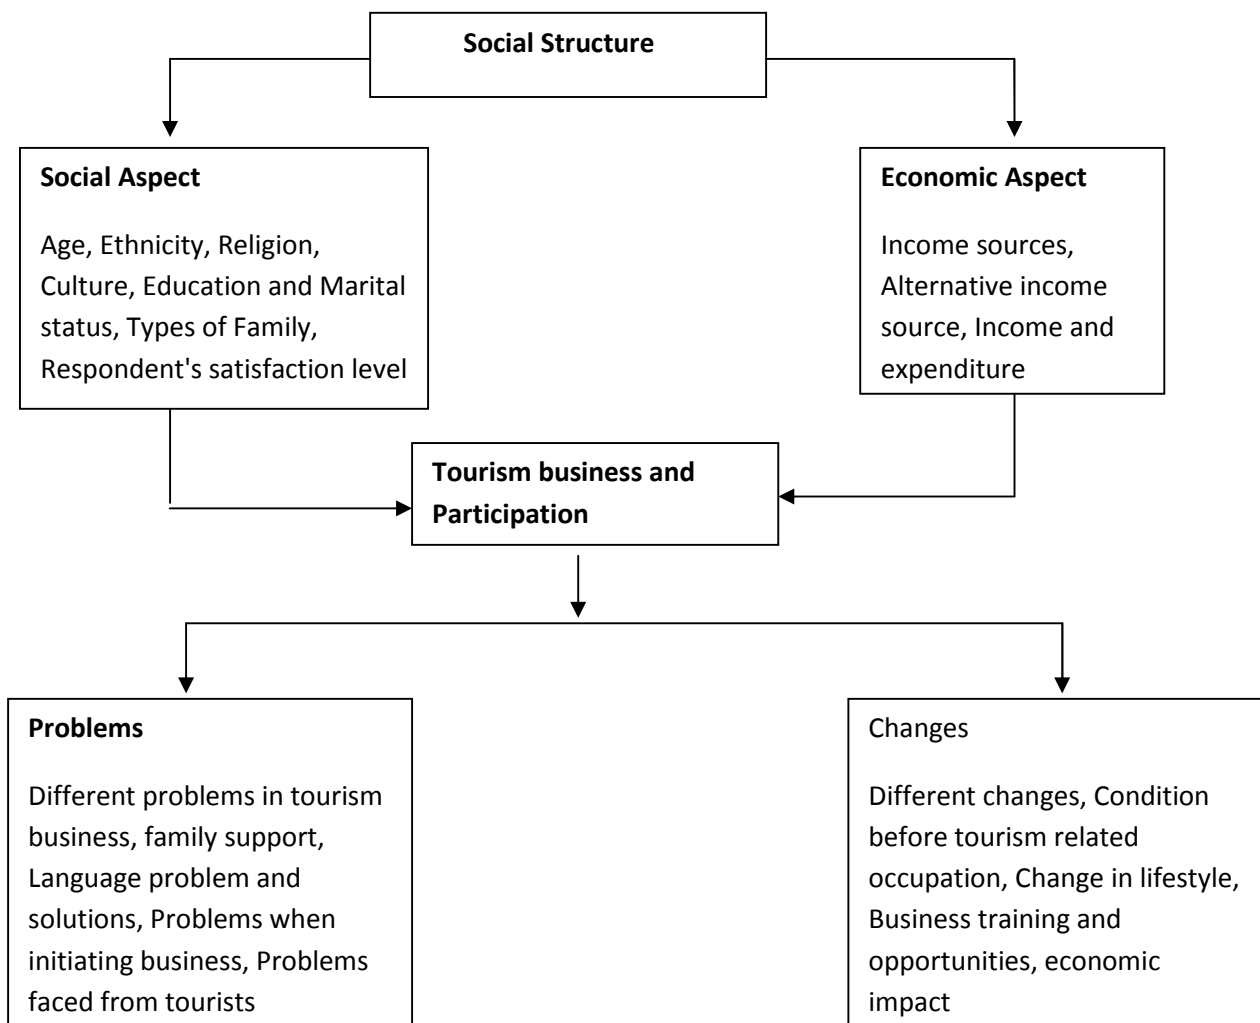 Social Structure
Social Aspect
Age, Ethnicity, Religion,
Culture, Education and Marital
status, Types of Family,
Respondent's satisfaction level
Economic Aspect
Income sources,
Alternative income
source, Income and
expenditure
Tourism business and
Participation
Problems
Different problems in tourism
business, family support,
Language problem and
solutions, Problems when
initiating business, Problems
faced from tourists
Changes
Different changes, Condition
before tourism related
occupation, Change in lifestyle,
Business training and
opportunities, economic
impact